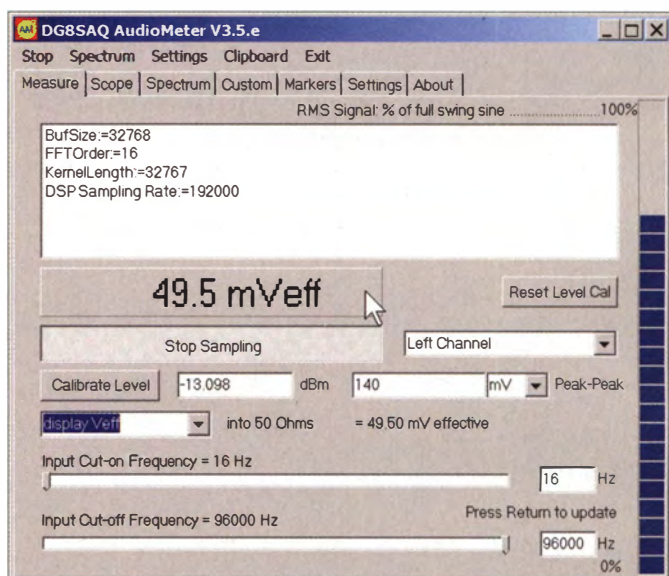 AM DG8SAQ AudioMeter V3.5.e
Stop Spectrum Settings Clipboard Exit
Measure Scope Spectrum Custom Markers Settings About
RMS Signal: % of full swing sine ........................100%
BufSize:=32768
FFTOrder:=16
KernelLength:=32767
DSP Sampling Rate:=192000
49.5 mVeff
Reset Level Cal
Stop Sampling Left Channel
Calibrate Level -13.098 dBm 140 mV Peak-Peak
display Veff into 50 Ohms = 49.50 mV effective
Input Cut-on Frequency = 16 Hz
16 Hz
Input Cut-off Frequency = 96000 Hz Press Return to update
96000 Hz
0%